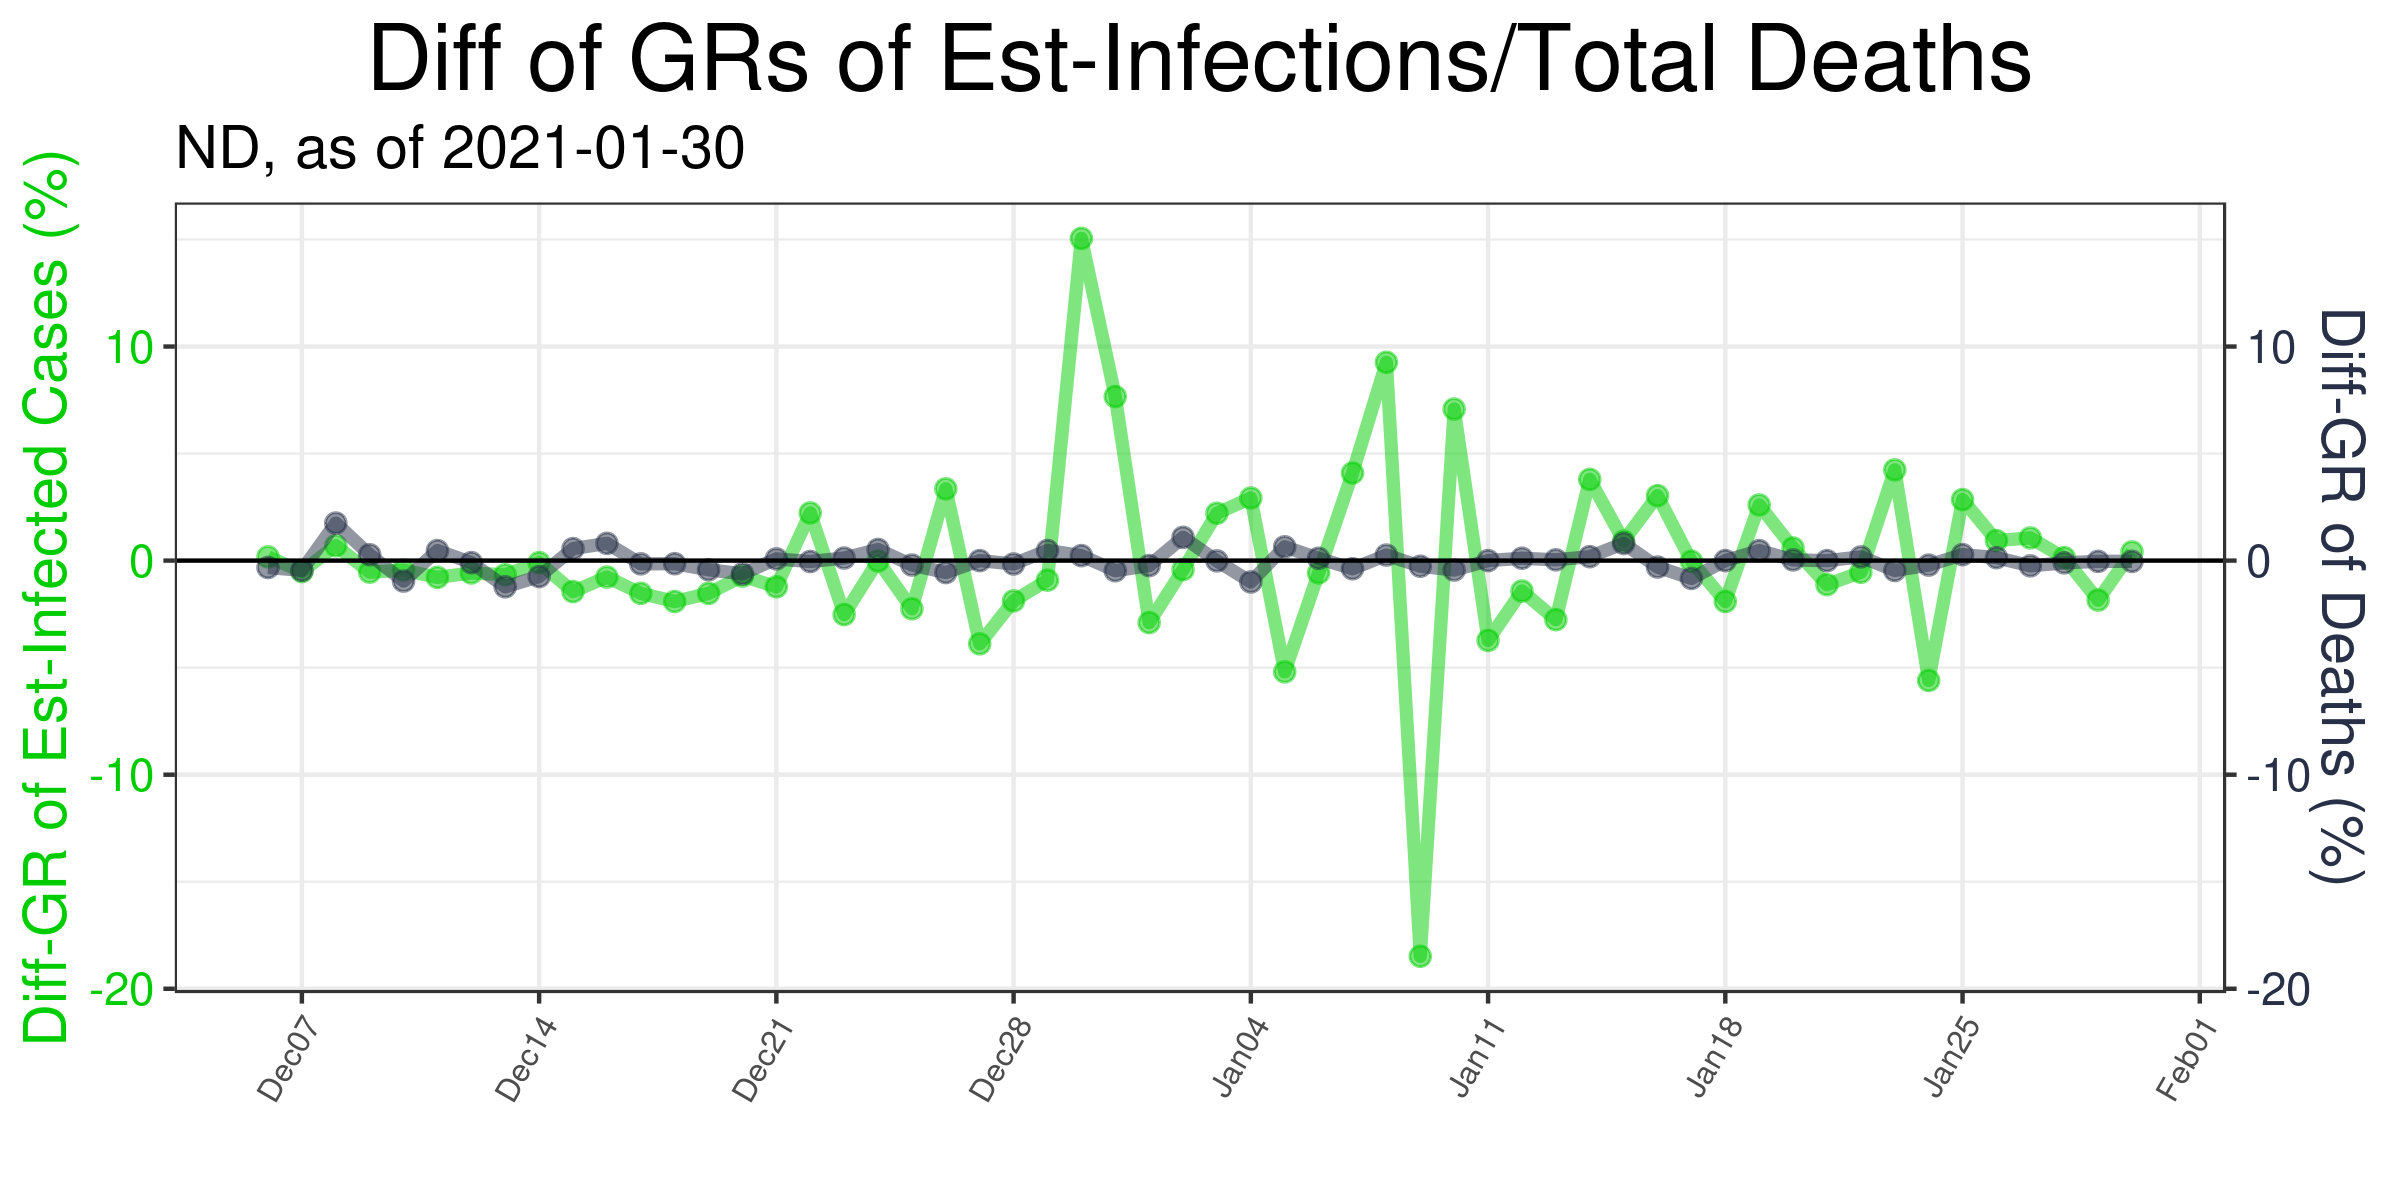 Diff of GRs of Est-Infections/Total Deaths
ND, as of 2021-01-30
Diff-GR of Est-Infected Cases (%)
10
0
-10
-20
10
0
-10
-20
Diff-GR of Deaths (%)
Dec07
Dec14
Dec21
Dec28
Jan04
Jan11
Jan18
Jan25
Feb01